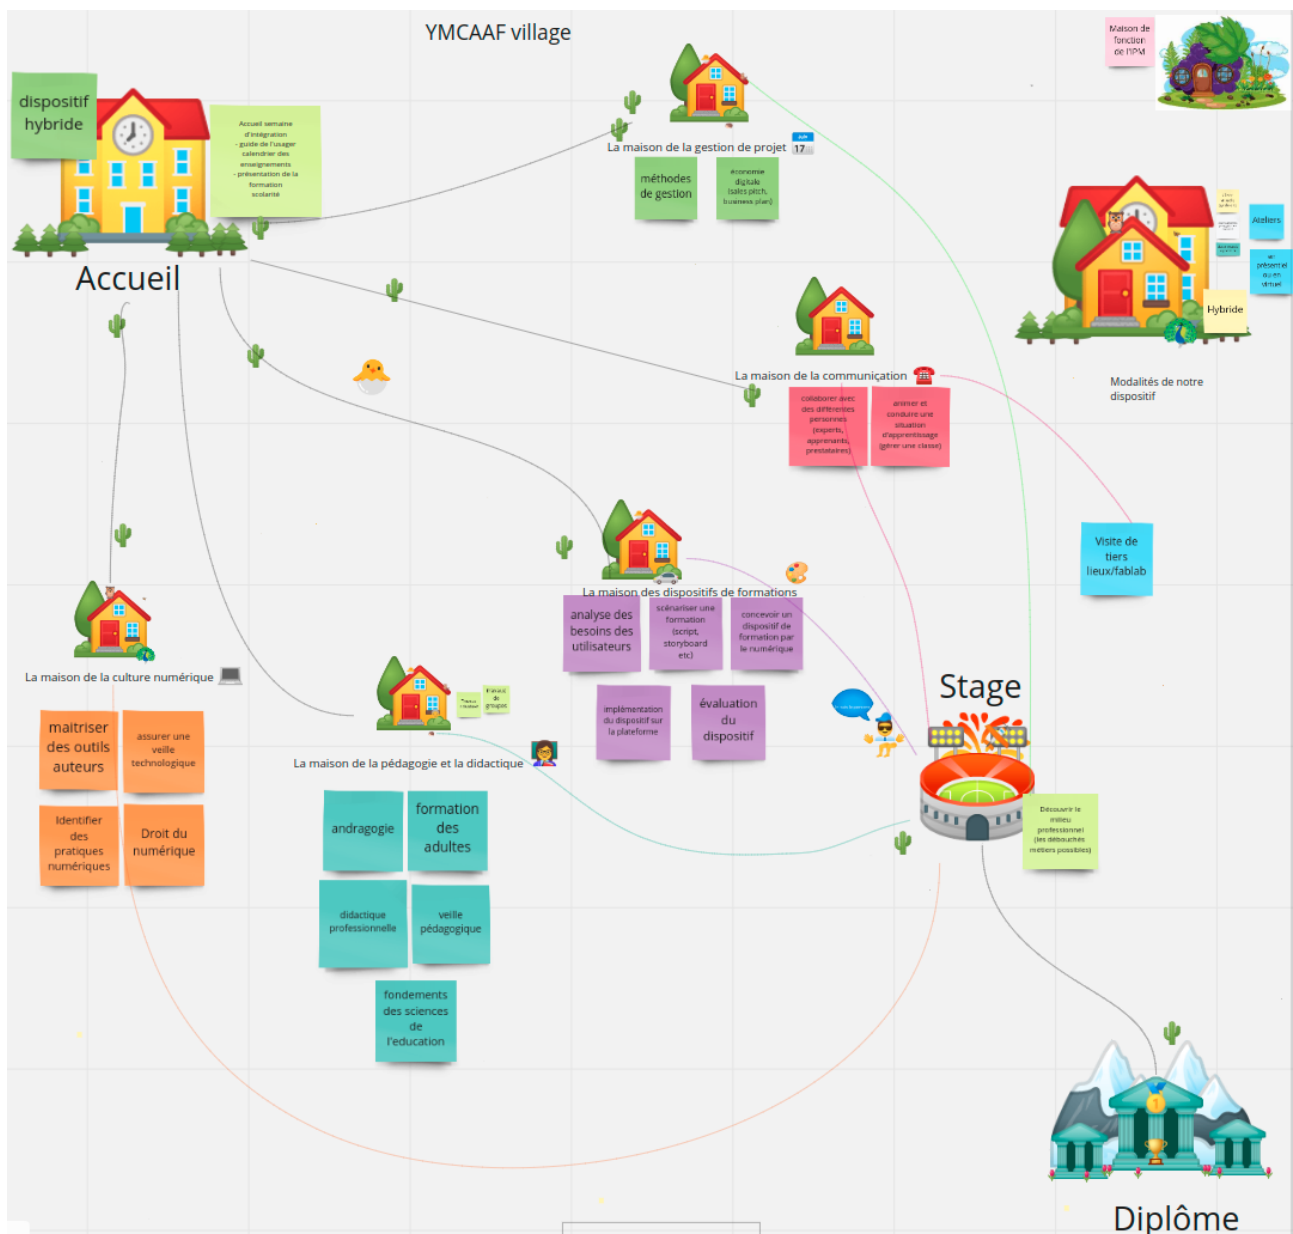 YMCAAF village
Maison de
fonction
de l'IPM
dispositif
hybride
Accueil semaine
d'intégration
- guide de l'usager
calendrier des
enseignements
- présentation de la
formation
scolarité
Accueil
La maison de la gestion de projet
17
méthodes
de gestion
économie
digitale
(sales pitch,
business plan)
Ateliers
en
présentiel
ou en
virtuel
Hybride
Modalités de notre
dispositif
La maison de la communication
collaborer avec
des différentes
personnes
(experts,
apprenants,
prestataires)
animer et
conduire une
situation
d'apprentissage
(gérer une classe)
Visite de
tiers
lieux/fablab
La maison des dispositifs de formations
analyse des
besoins des
utilisateurs
scénariser une
formation
(script,
storyboard
etc)
concevoir un
dispositif de
formation par
le numérique
implémentation
du dispositif sur
la plateforme
évaluation
du
dispositif
La maison de la culture numérique
maitriser
des outils
auteurs
assurer une
veille
technologique
Identifier
des
pratiques
numériques
Droit du
numérique
travaux
de
groupes
La maison de la pédagogie et la didactique
andragogie
formation
des
adultes
didactique
professionnelle
veille
pédagogique
fondements
des sciences
de
l'education
Stage
Découvrir le
milieu
professionnel
(les débouchés
métiers possibles)
1
Diplôme